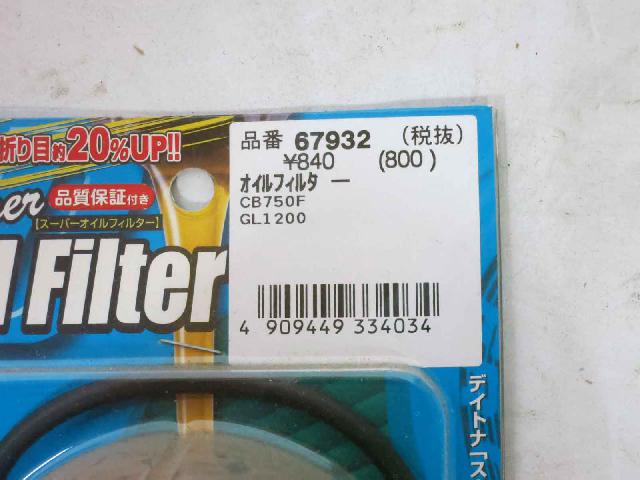 折り目約20%UP!!
品質保証付き
【スーパーオイルフィルター】
Filter
品番 67932 （税抜）
¥840 (800 )
ｵｲﾙﾌｨﾙﾀ ー
CB750F
GL1200
4 909449 334034
デイトナ「ス